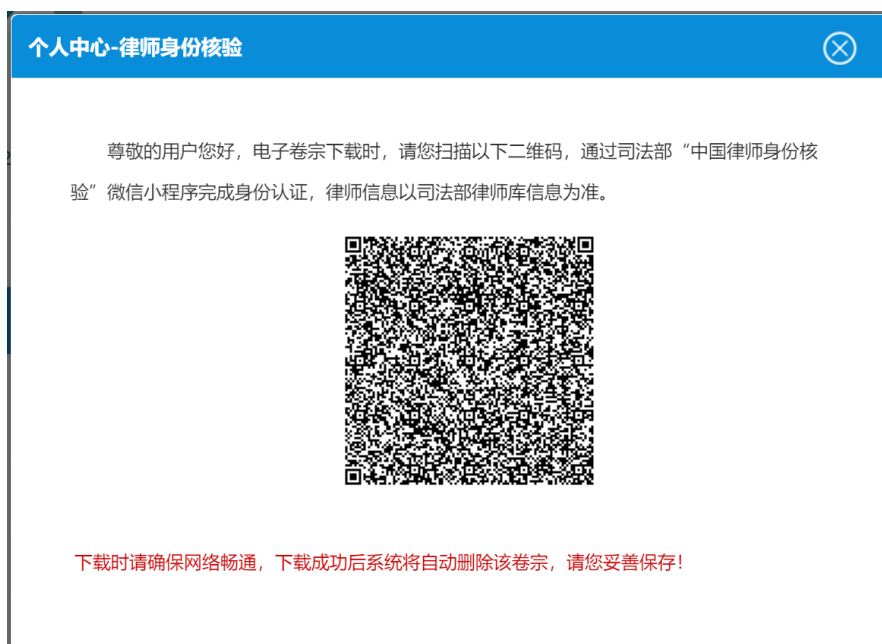 个人中心-律师身份核验
尊敬的用户您好，电子卷宗下载时，请您扫描以下二维码，通过司法部“中国律师身份核
验”微信小程序完成身份认证，律师信息以司法部律师库信息为准。
下载时请确保网络畅通，下载成功后系统将自动删除该卷宗，请您妥善保存！